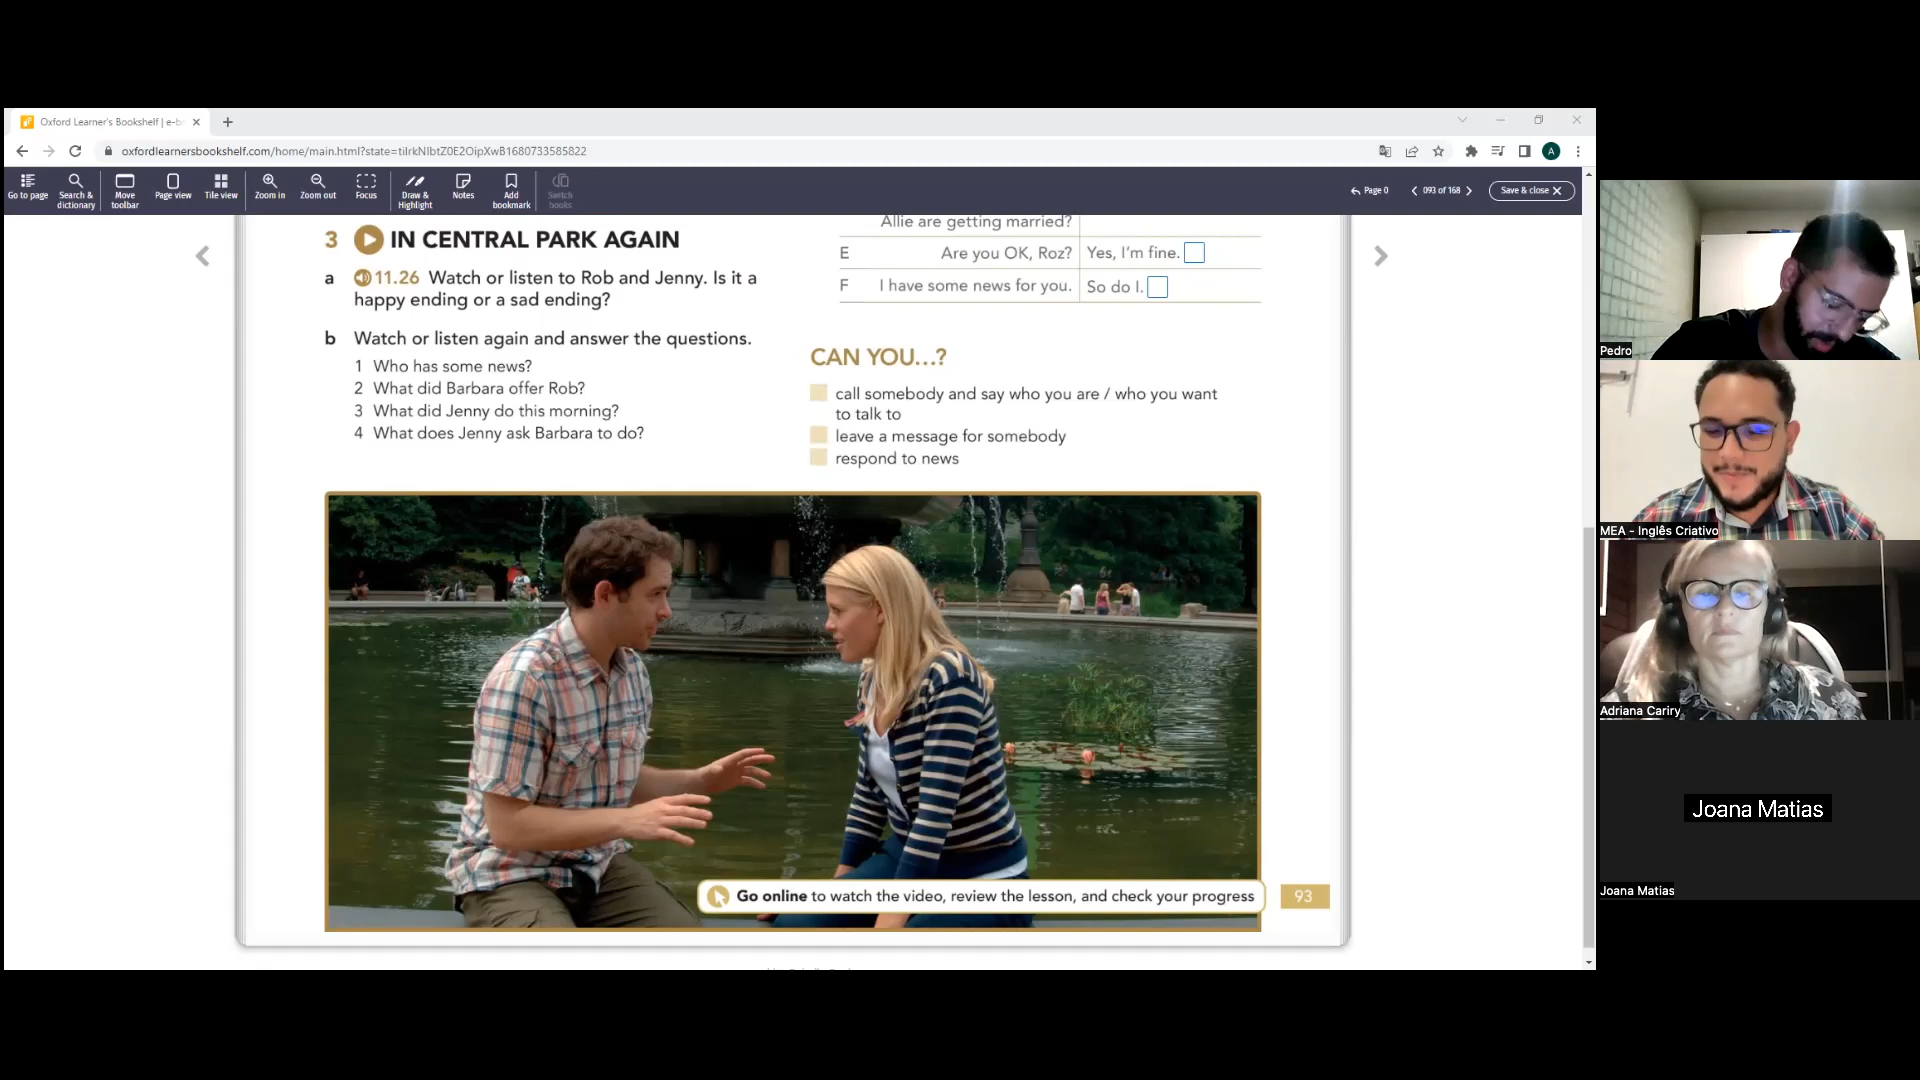 Oxford Learner's Bookshelf | e-b
oxfordlearnersbookshelf.com/home/main.html?state=
A
Go to page
Search & dictionary
Move toolbar
Page view
Tile view
Zoom in
Zoom out
Focus
Draw & Highlight
Notes
Add bookmark
Switch books
Page 0
093 of 168
Save & close
3 IN CENTRAL PARK AGAIN
a 11.26 Watch or listen to Rob and Jenny. Is it a
happy ending or a sad ending?
b Watch or listen again and answer the questions.
1 Who has some news?
2 What did Barbara offer Rob?
3 What did Jenny do this morning?
4 What does Jenny ask Barbara to do?
Allie are getting married?
E Are you OK, Roz? Yes, I'm fine.
F I have some news for you. So do I.
CAN YOU...?
call somebody and say who you are / who you want
to talk to
leave a message for somebody
respond to news
Go online to watch the video, review the lesson, and check your progress
93
Pedro
MEA - Inglês Criativo
Adriana Cariry
Joana Matias
Joana Matias